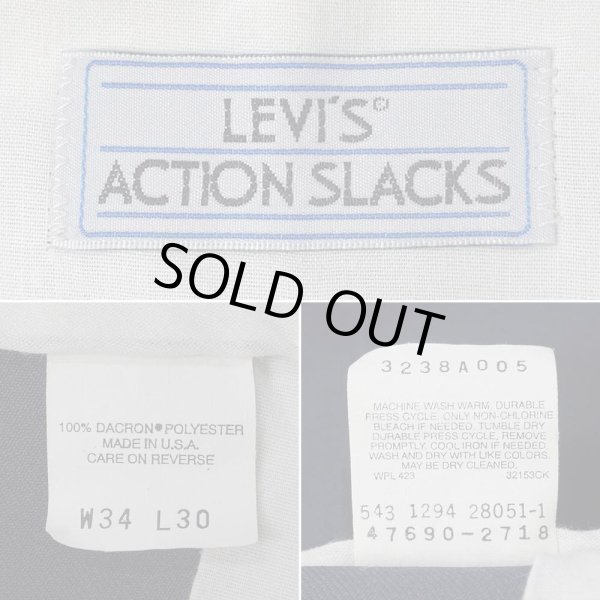 LEVI'S®
ACTION SLACKS
SOLD OUT
100% DACRON® POLYESTER
MADE IN U.S.A.
CARE ON REVERSE
W34 L30
3238A005
MACHINE WASH WARM, DURABLE
PRESS CYCLE. ONLY NON-CHLORINE
BLEACH IF NEEDED. TUMBLE DRY
DURABLE PRESS CYCLE, REMOVE
PROMPTLY. COOL IRON IF NEEDED.
WASH AND DRY WITH LIKE COLORS.
MAY BE DRY CLEANED.
WPL 423 32153CK
543 1294 28051-1
47690-2718